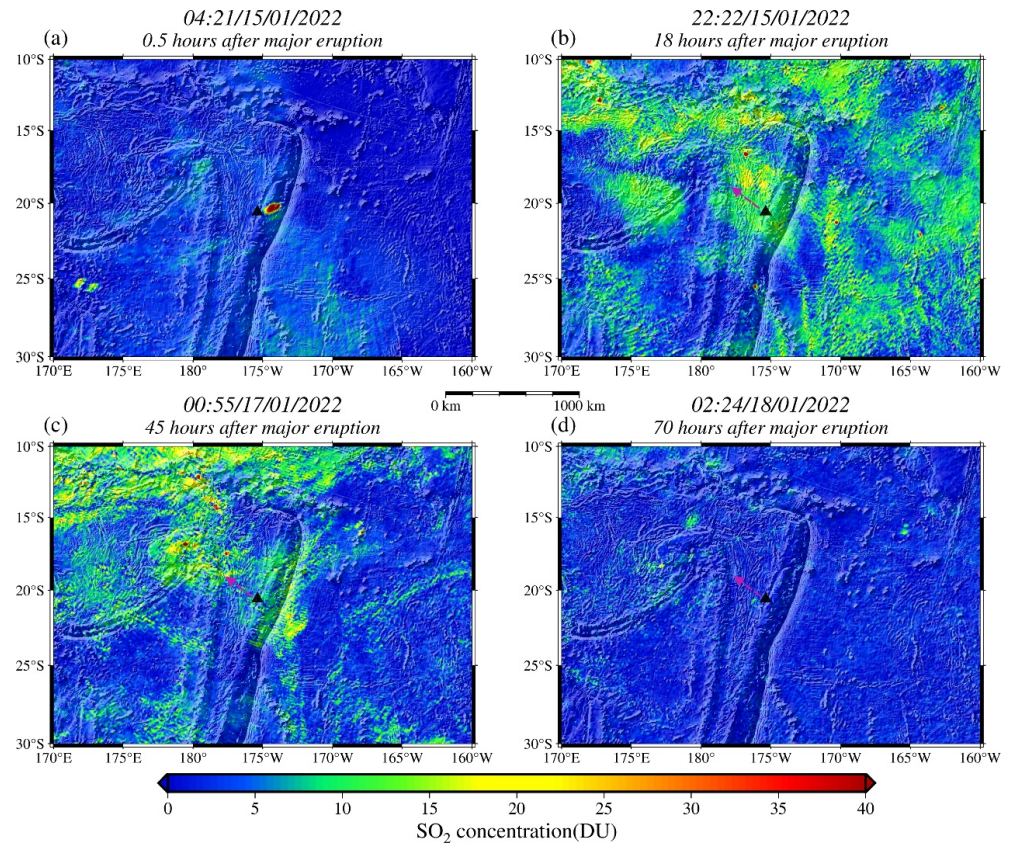 04:21/15/01/2022
(a) 0.5 hours after major eruption
22:22/15/01/2022
(b) 18 hours after major eruption
10°S
15°S
20°S
25°S
30°S
170°E 175°E 180° 175°W 170°W 165°W 160°W
10°S
15°S
20°S
25°S
30°S
170°E 175°E 180° 175°W 170°W 165°W 160°W
0 km 1000 km
00:55/17/01/2022
(c) 45 hours after major eruption
02:24/18/01/2022
(d) 70 hours after major eruption
10°S
15°S
20°S
25°S
30°S
170°E 175°E 180° 175°W 170°W 165°W 160°W
10°S
15°S
20°S
25°S
30°S
170°E 175°E 180° 175°W 170°W 165°W 160°W
0 5 10 15 20 25 30 35 40
SO₂ concentration(DU)